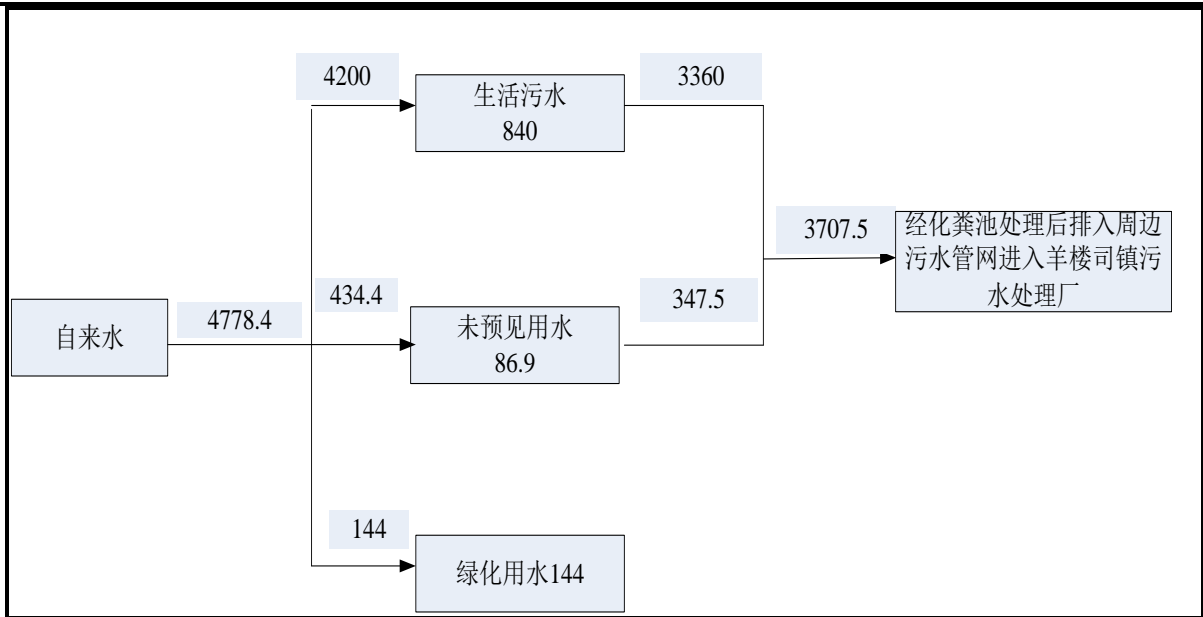 4200
生活污水
840
3360
3707.5
经化粪池处理后排入周边
污水管网进入羊楼司镇污
水处理厂
自来水
4778.4
434.4
未预见用水
86.9
347.5
144
绿化用水144